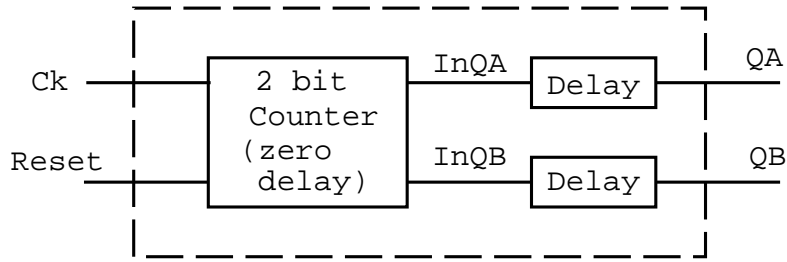 Ck
Reset
2 bit
Counter
(zero
delay)
InQA
InQB
Delay
Delay
QA
QB